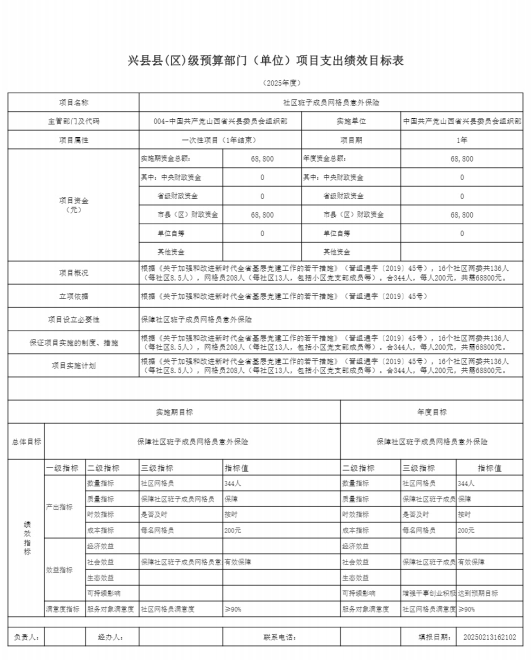 兴县县(区)级预算部门（单位）项目支出绩效目标表
（2025年度）
项目名称 社区班子成员网格员意外保险
主管部门及代码 004-中国共产党山西省兴县委员会组织部 实施单位 中国共产党山西省兴县委员会组织部
项目属性 一次性项目（1年结束） 项目期 1年
项目资金（元） 实施期资金总额： 68,800 年度资金总额： 68,800
其中：中央财政资金 0 其中：中央财政资金 0
省级财政资金 0 省级财政资金 0
市县（区）财政资金 68,800 市县（区）财政资金 68,800
单位自筹 0 单位自筹 0
其他资金 其他资金
项目概况 根据《关于加强和改进新时代全省基层党建工作的若干措施》（晋组通字〔2019〕45号），16个社区两委共136人
（每社区8.5人），网格员208人（每社区13人，包括小区党支部成员等），合344人，每人200元，共需68800元。
立项依据 根据《关于加强和改进新时代全省基层党建工作的若干措施》（晋组通字〔2019〕45号）
项目设立必要性 保障社区班子成员网格员意外保险
保证项目实施的制度、措施 根据《关于加强和改进新时代全省基层党建工作的若干措施》（晋组通字〔2019〕45号），16个社区两委共136人
（每社区8.5人），网格员208人（每社区13人，包括小区党支部成员等），合344人，每人200元，共需68800元。
项目实施计划 根据《关于加强和改进新时代全省基层党建工作的若干措施》（晋组通字〔2019〕45号），16个社区两委共136人
（每社区8.5人），网格员208人（每社区13人，包括小区党支部成员等），合344人，每人200元，共需68800元。
实施期目标 年度目标
总体目标 保障社区班子成员网格员意外保险 保障社区班子成员网格员意外保险
绩效指标 一级指标 二级指标 三级指标 指标值 二级指标 三级指标 指标值
产出指标 数量指标 社区网格员 344人 数量指标 社区网格员 344人
质量指标 保障社区班子成员网格员 保障 质量指标 保障社区班子成员 保障
时效指标 是否及时 按时 时效指标 是否及时 按时
成本指标 每名网格员 200元 成本指标 每名网格员 200元
效益指标 经济效益 经济效益
社会效益 保障社区班子成员网格员意 有效保障 社会效益 保障社区班子成员 有效保障
生态效益 生态效益
可持续影响 可持续影响 增强干事创业积极 达到预期目标
满意度指标 服务对象满意度 社区网格员满意度 ≥90% 服务对象满意度 社区网格员满意度 ≥90%
负责人： 经办人： 联系电话： 填报日期： 20250213162102